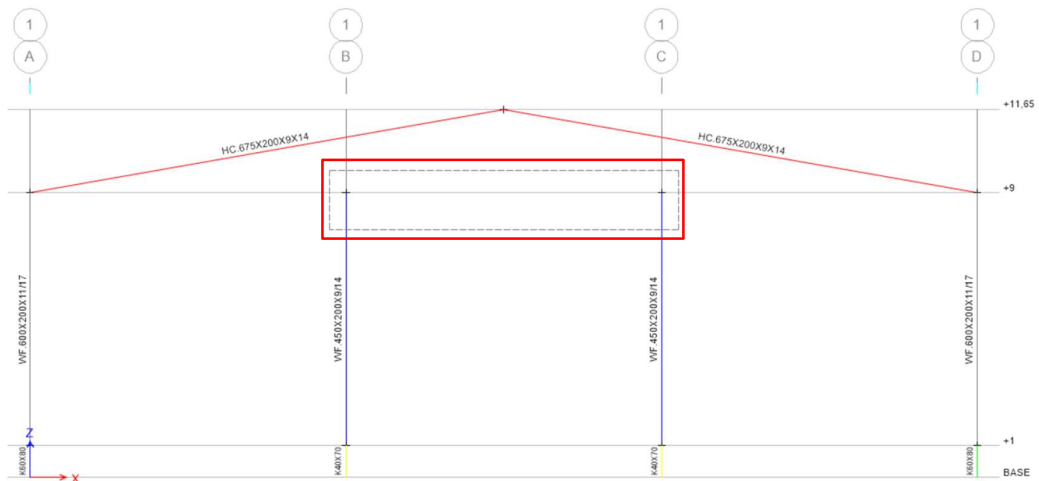 1 1 1 1
A B C D
+11,65
HC.675X200X9X14 HC.675X200X9X14
+9
WF.600X200X11/17 WF.450X200X9/14 WF.450X200X9/14 WF.600X200X11/17
Z
+1
K60X80 K40X70 K40X70 K60X80
X
BASE